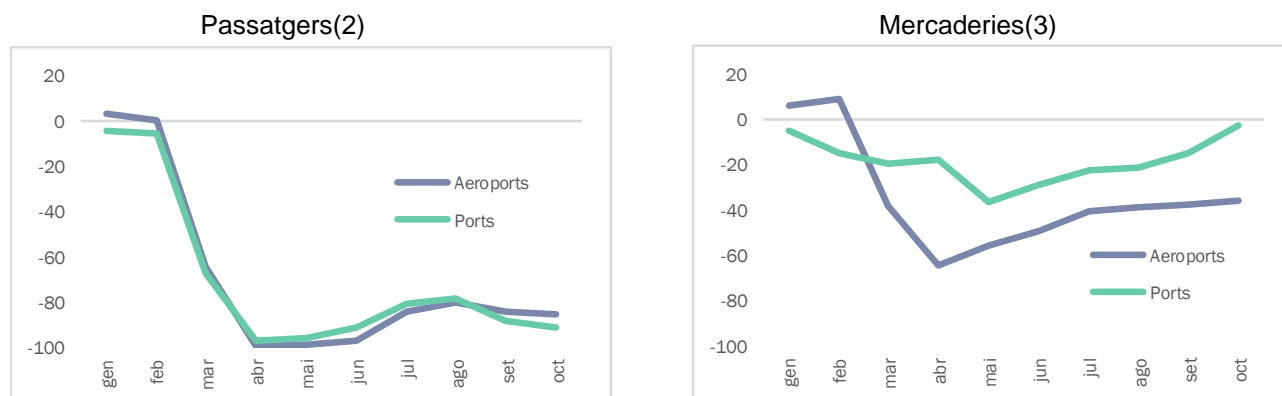 Passatgers(2)
20
0
-20
-40
-60
-80
-100
Aeroports
Ports
gen
feb
mar
abr
mai
jun
jul
ago
set
oct
Mercaderies(3)
20
0
-20
-40
-60
-80
-100
Aeroports
Ports
gen
feb
mar
abr
mai
jun
jul
ago
set
oct